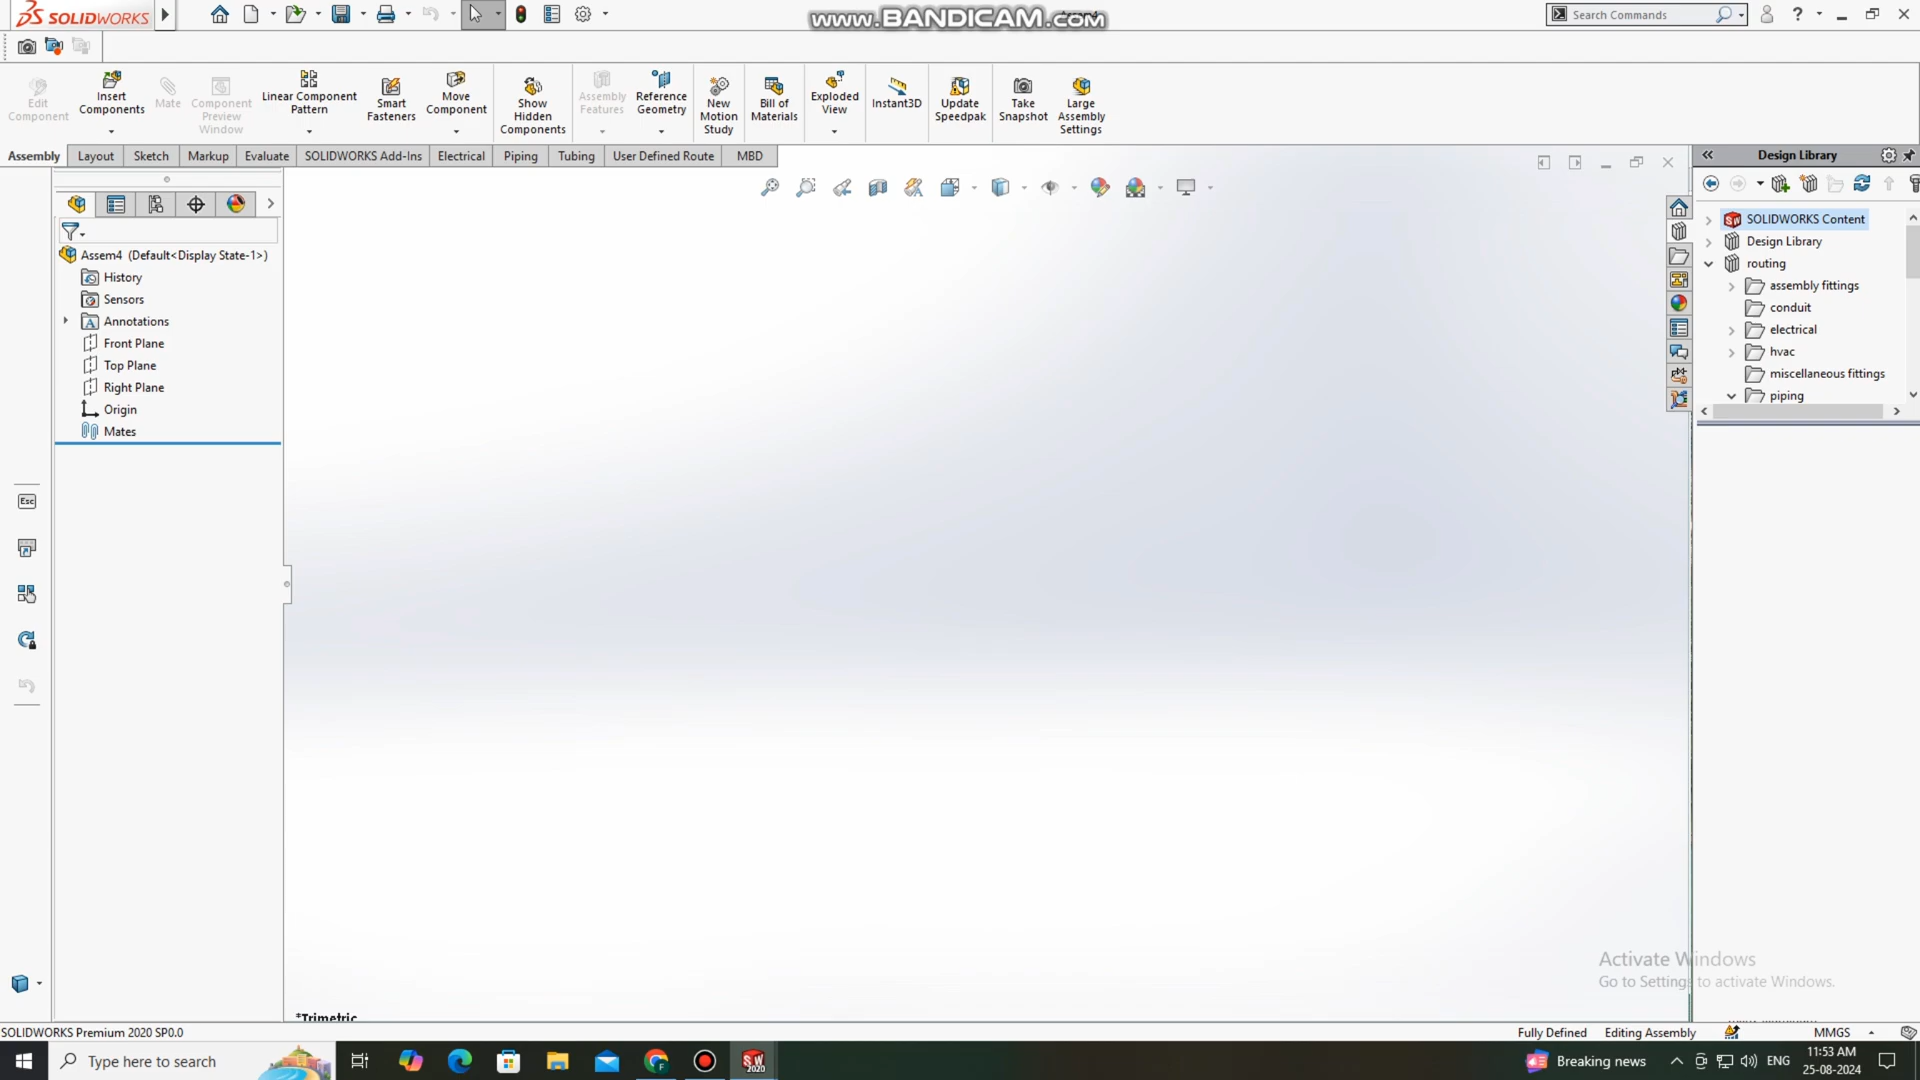 SOLIDWORKS
www.BANDICAM.com
Search Commands
Edit Component
Insert Components
Mate
Component Preview Window
Linear Component Pattern
Smart Fasteners
Move Component
Show Hidden Components
Assembly Features
Reference Geometry
New Motion Study
Bill of Materials
Exploded View
Instant3D
Update Speedpak
Take Snapshot
Large Assembly Settings
Assembly
Layout
Sketch
Markup
Evaluate
SOLIDWORKS Add-Ins
Electrical
Piping
Tubing
User Defined Route
MBD
Design Library
Assem4 (Default<Display State-1>)
History
Sensors
Annotations
Front Plane
Top Plane
Right Plane
Origin
Mates
SOLIDWORKS Content
Design Library
routing
assembly fittings
conduit
electrical
hvac
miscellaneous fittings
piping
Esc
Activate Windows
Go to Settings to activate Windows.
*Trimetric
SOLIDWORKS Premium 2020 SP0.0
Fully Defined
Editing Assembly
MMGS
Type here to search
Breaking news
ENG
11:53 AM
25-08-2024